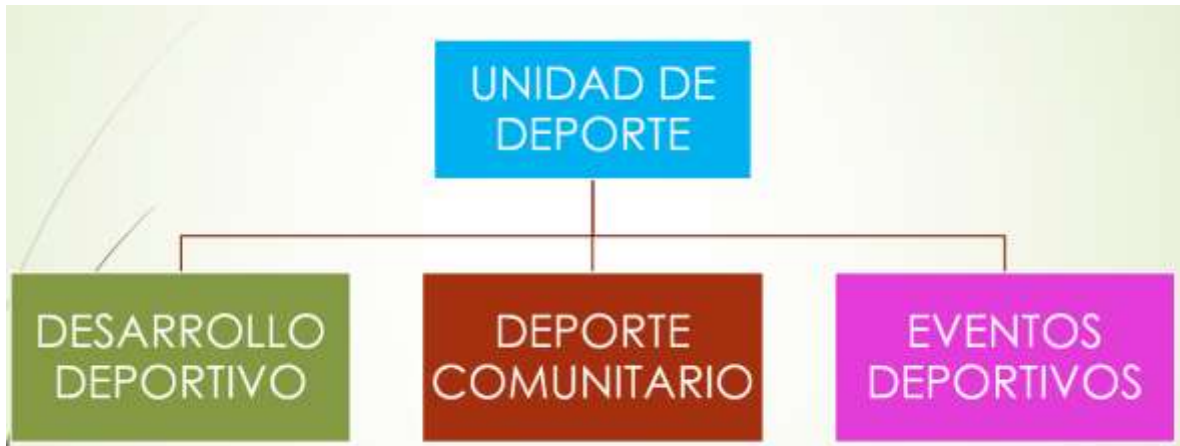 UNIDAD DE
DEPORTE
DESARROLLO
DEPORTIVO
DEPORTE
COMUNITARIO
EVENTOS
DEPORTIVOS